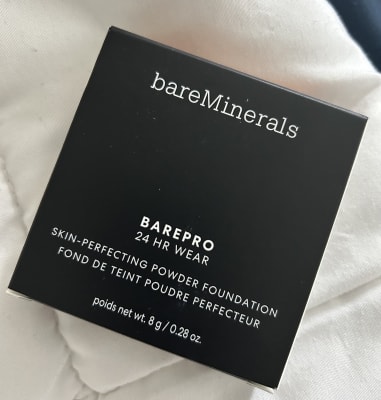 bareMinerals
BAREPRO
24 HR WEAR
SKIN-PERFECTING POWDER FOUNDATION
FOND DE TEINT POUDRE PERFECTEUR
poids net wt. 8 g / 0.28 oz.